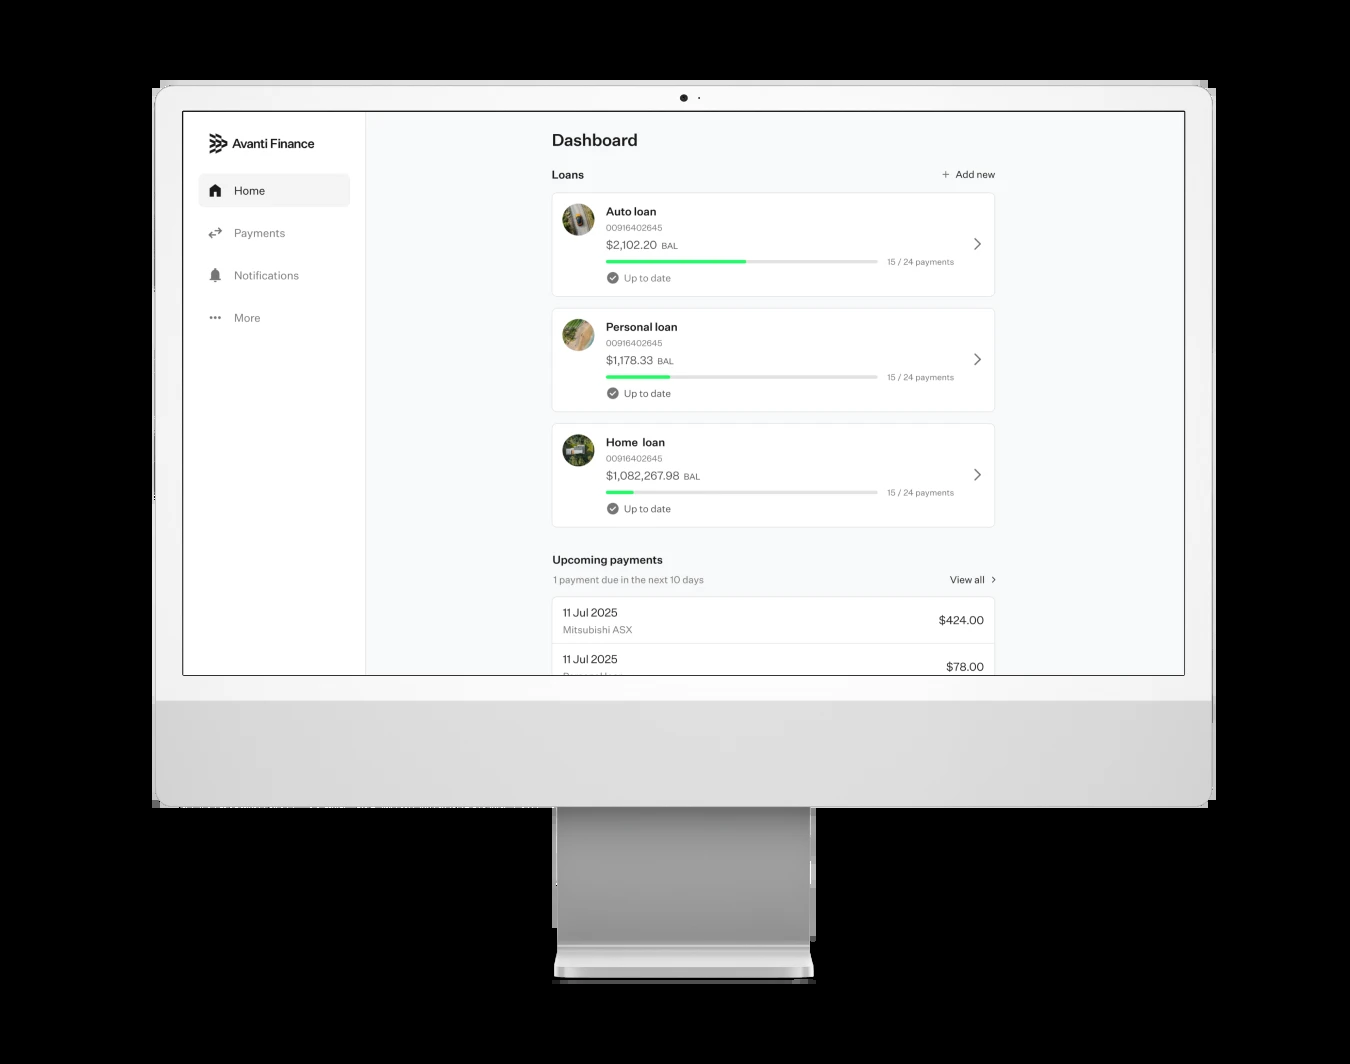 Avanti Finance
Home
Payments
Notifications
More
Dashboard
Loans
+ Add new
Auto loan
00916402645
$2,102.20 BAL
15 / 24 payments
Up to date
Personal loan
00916402645
$1,178.33 BAL
15 / 24 payments
Up to date
Home loan
00916402645
$1,082,267.98 BAL
15 / 24 payments
Up to date
Upcoming payments
1 payment due in the next 10 days
View all
11 Jul 2025
$424.00
Mitsubishi ASX
11 Jul 2025
$78.00